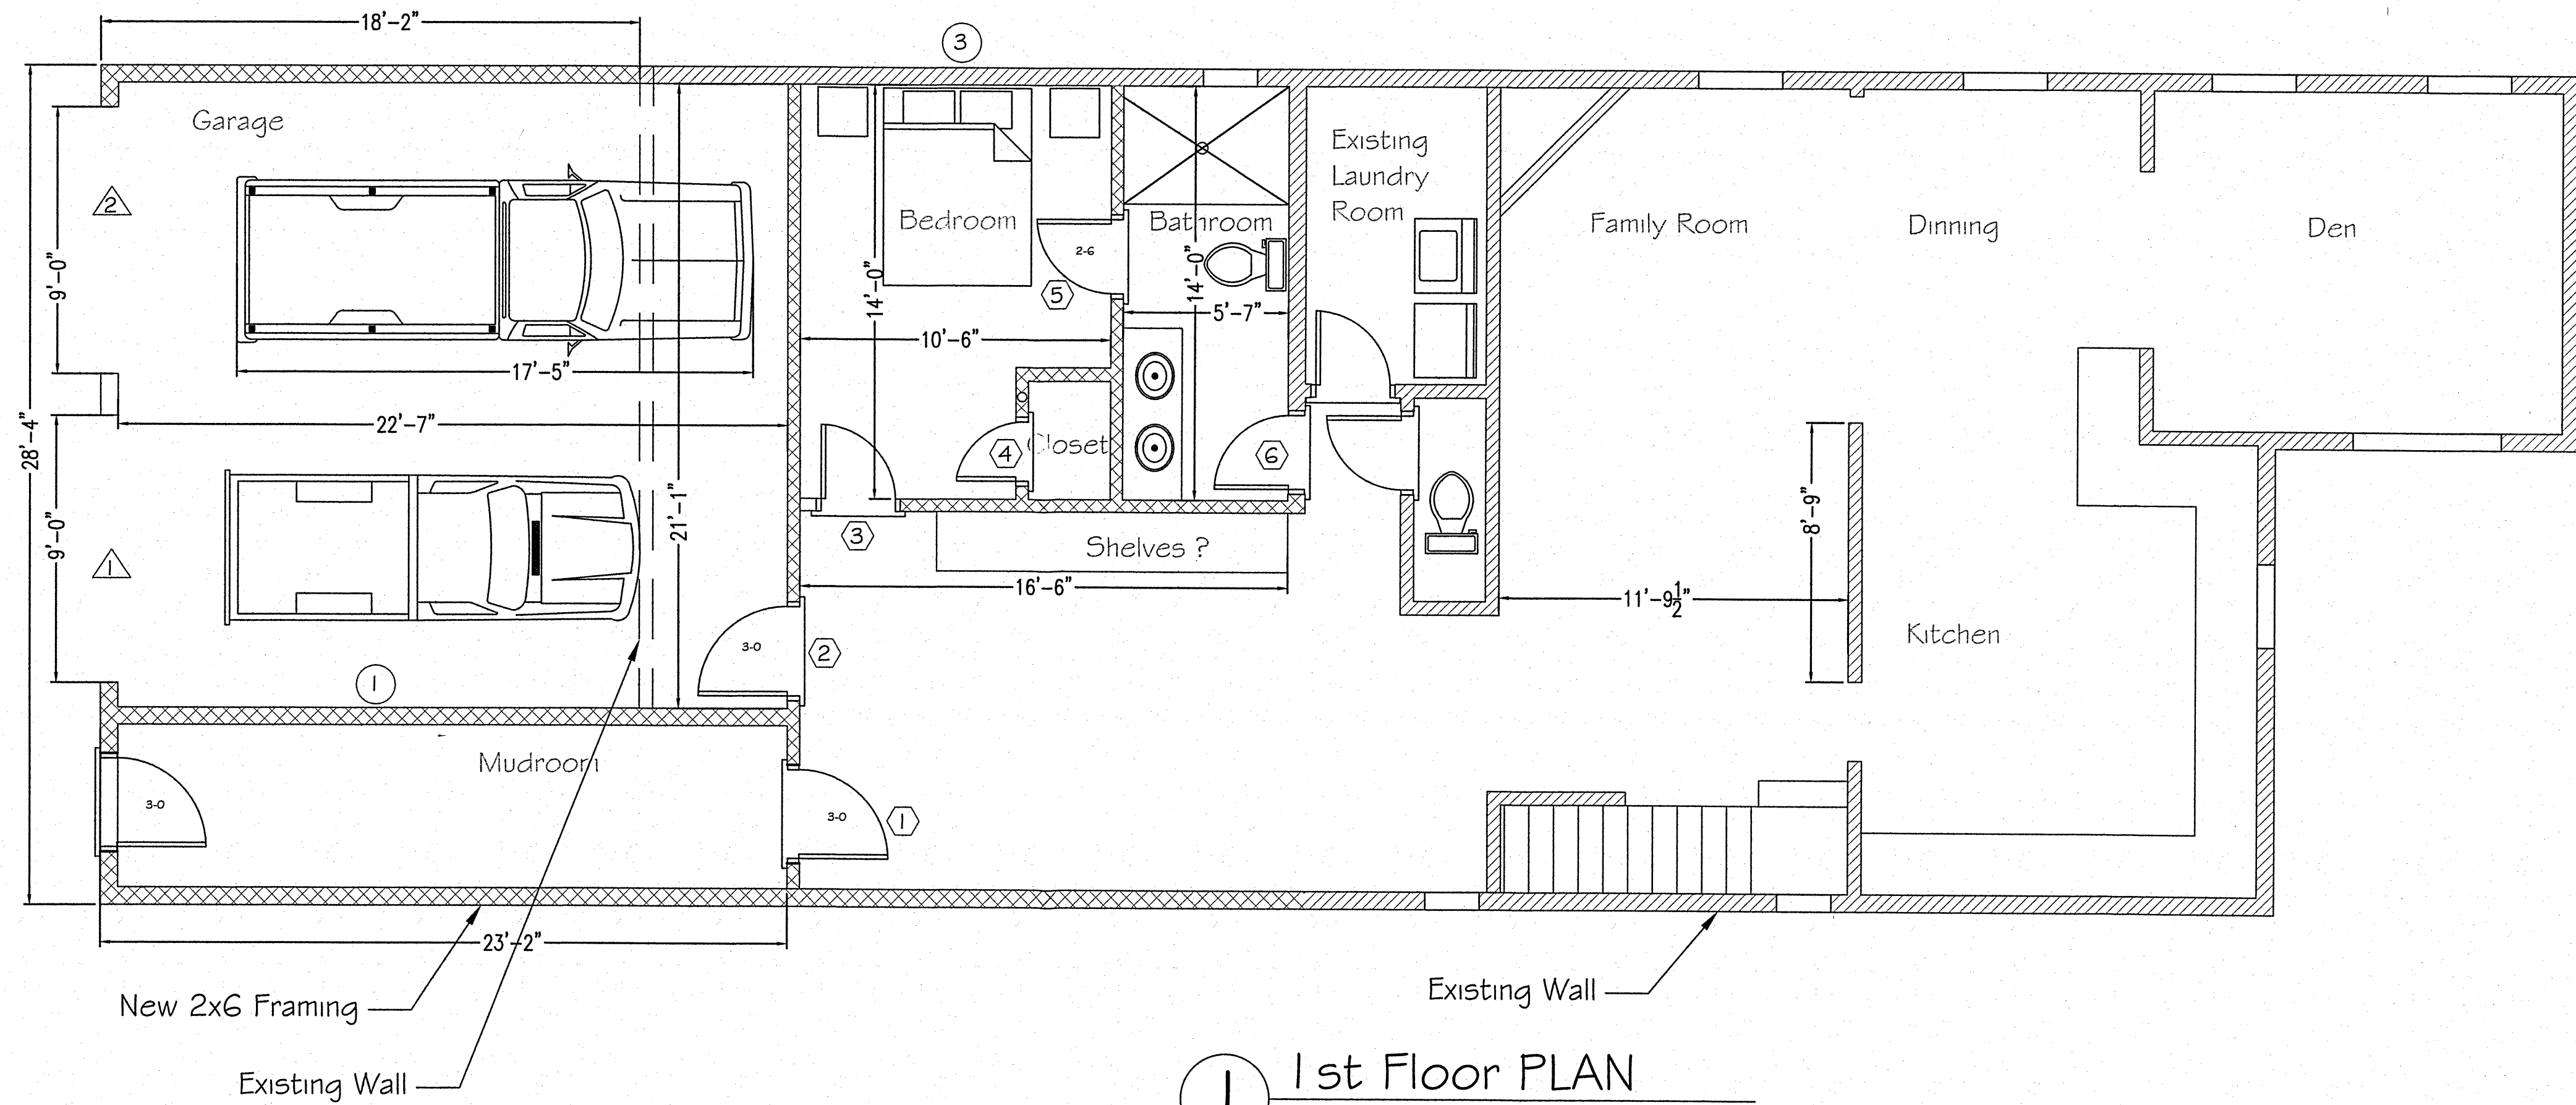 18'-2"
3
Garage
2
9'-0"
28'-4"
17'-5"
22'-7"
9'-0"
1
21'-1"
1
3-0
2
Bedroom
14'-0"
10'-6"
2-6
5
Bathroom
14'-0"
5'-7"
4
Closet
6
3
Shelves ?
16'-6"
Existing
Laundry
Room
Family Room
Dinning
Den
8'-9"
11'-9 1/2"
Kitchen
Mudroom
3-0
3-0
1
23'-2"
New 2x6 Framing
Existing Wall
Existing Wall
1
1st Floor PLAN